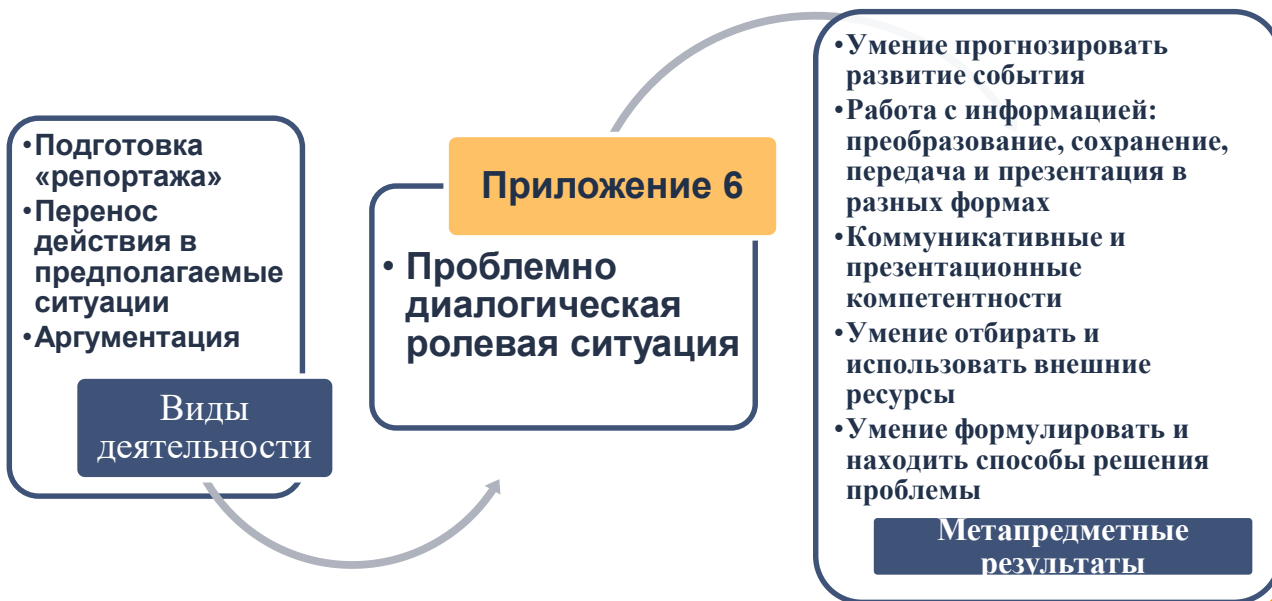 •Подготовка
«репортажа»
•Перенос
действия в
предполагаемые
ситуации
•Аргументация
Виды
деятельности
Приложение 6
• Проблемно
диалогическая
ролевая ситуация
•Умение прогнозировать
развитие события
•Работа с информацией:
преобразование, сохранение,
передача и презентация в
разных формах
•Коммуникативные и
презентационные
компетентности
•Умение отбирать и
использовать внешние
ресурсы
•Умение формулировать и
находить способы решения
проблемы
Метапредметные
результаты